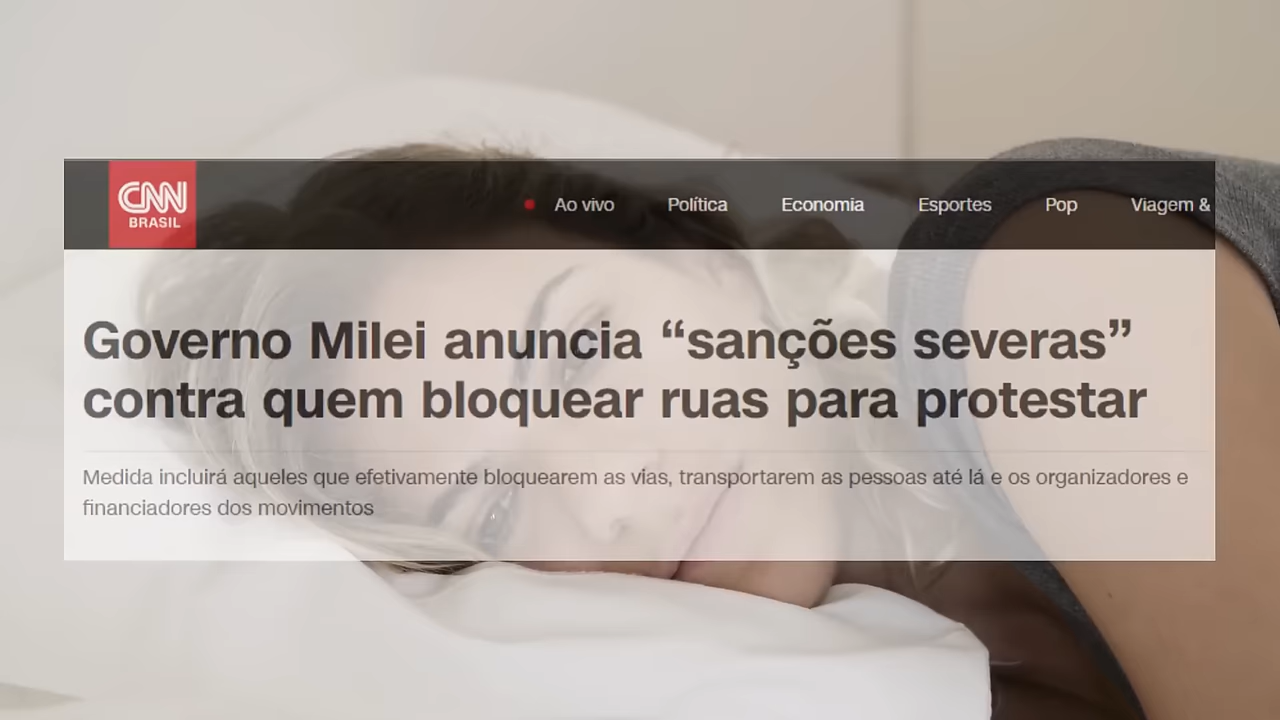 CNN
BRASIL
Ao vivo Política Economia Esportes Pop Viagem &
Governo Milei anuncia “sanções severas”
contra quem bloquear ruas para protestar
Medida incluirá aqueles que efetivamente bloquearem as vias, transportarem as pessoas até lá e os organizadores e
financiadores dos movimentos